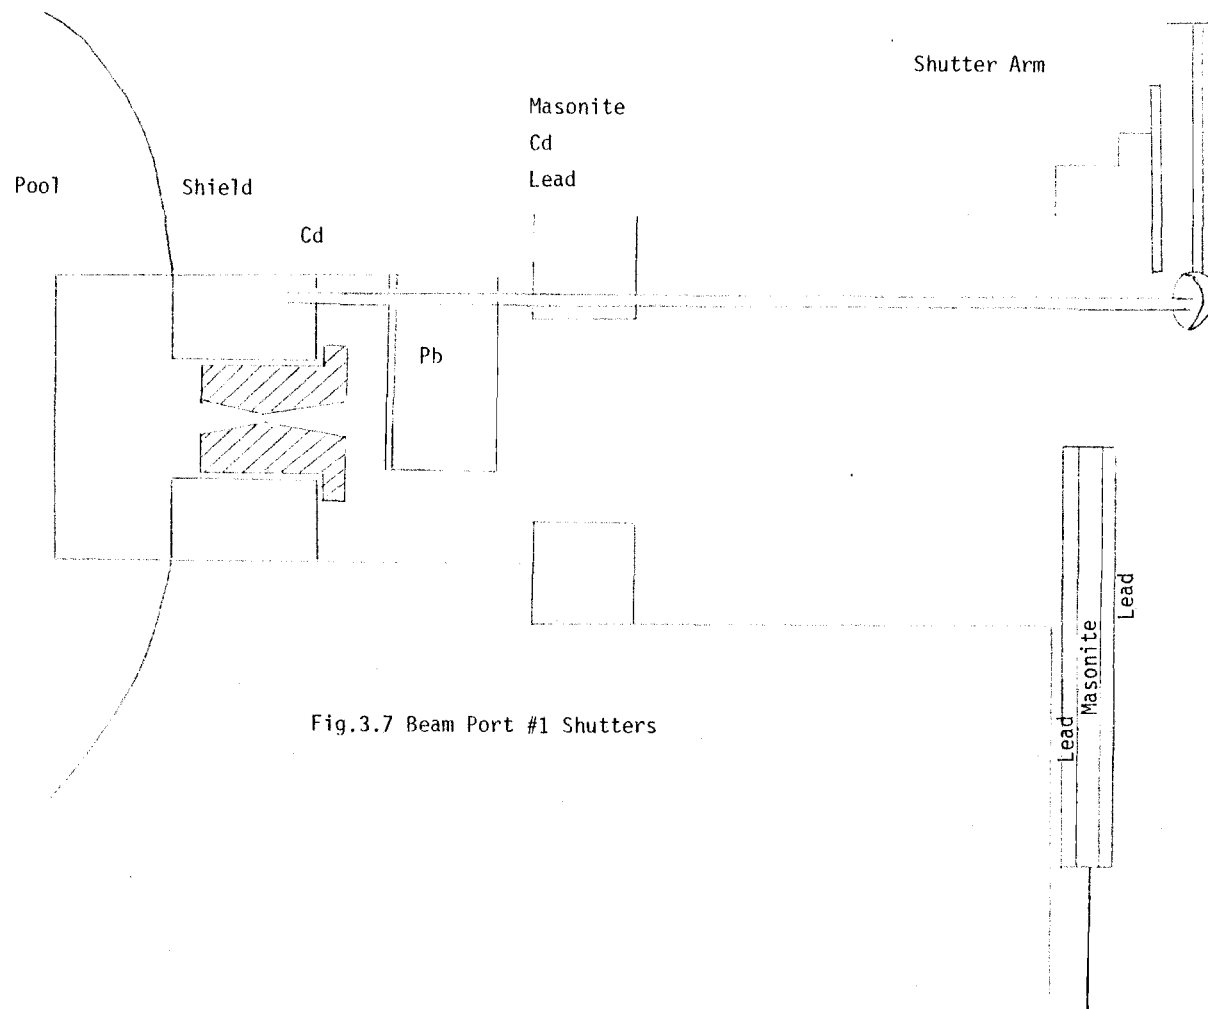 Shutter Arm
Masonite
Cd
Lead
Pool
Shield
Cd
Pb
Lead
Masonite
Lead
Fig.3.7 Beam Port #1 Shutters